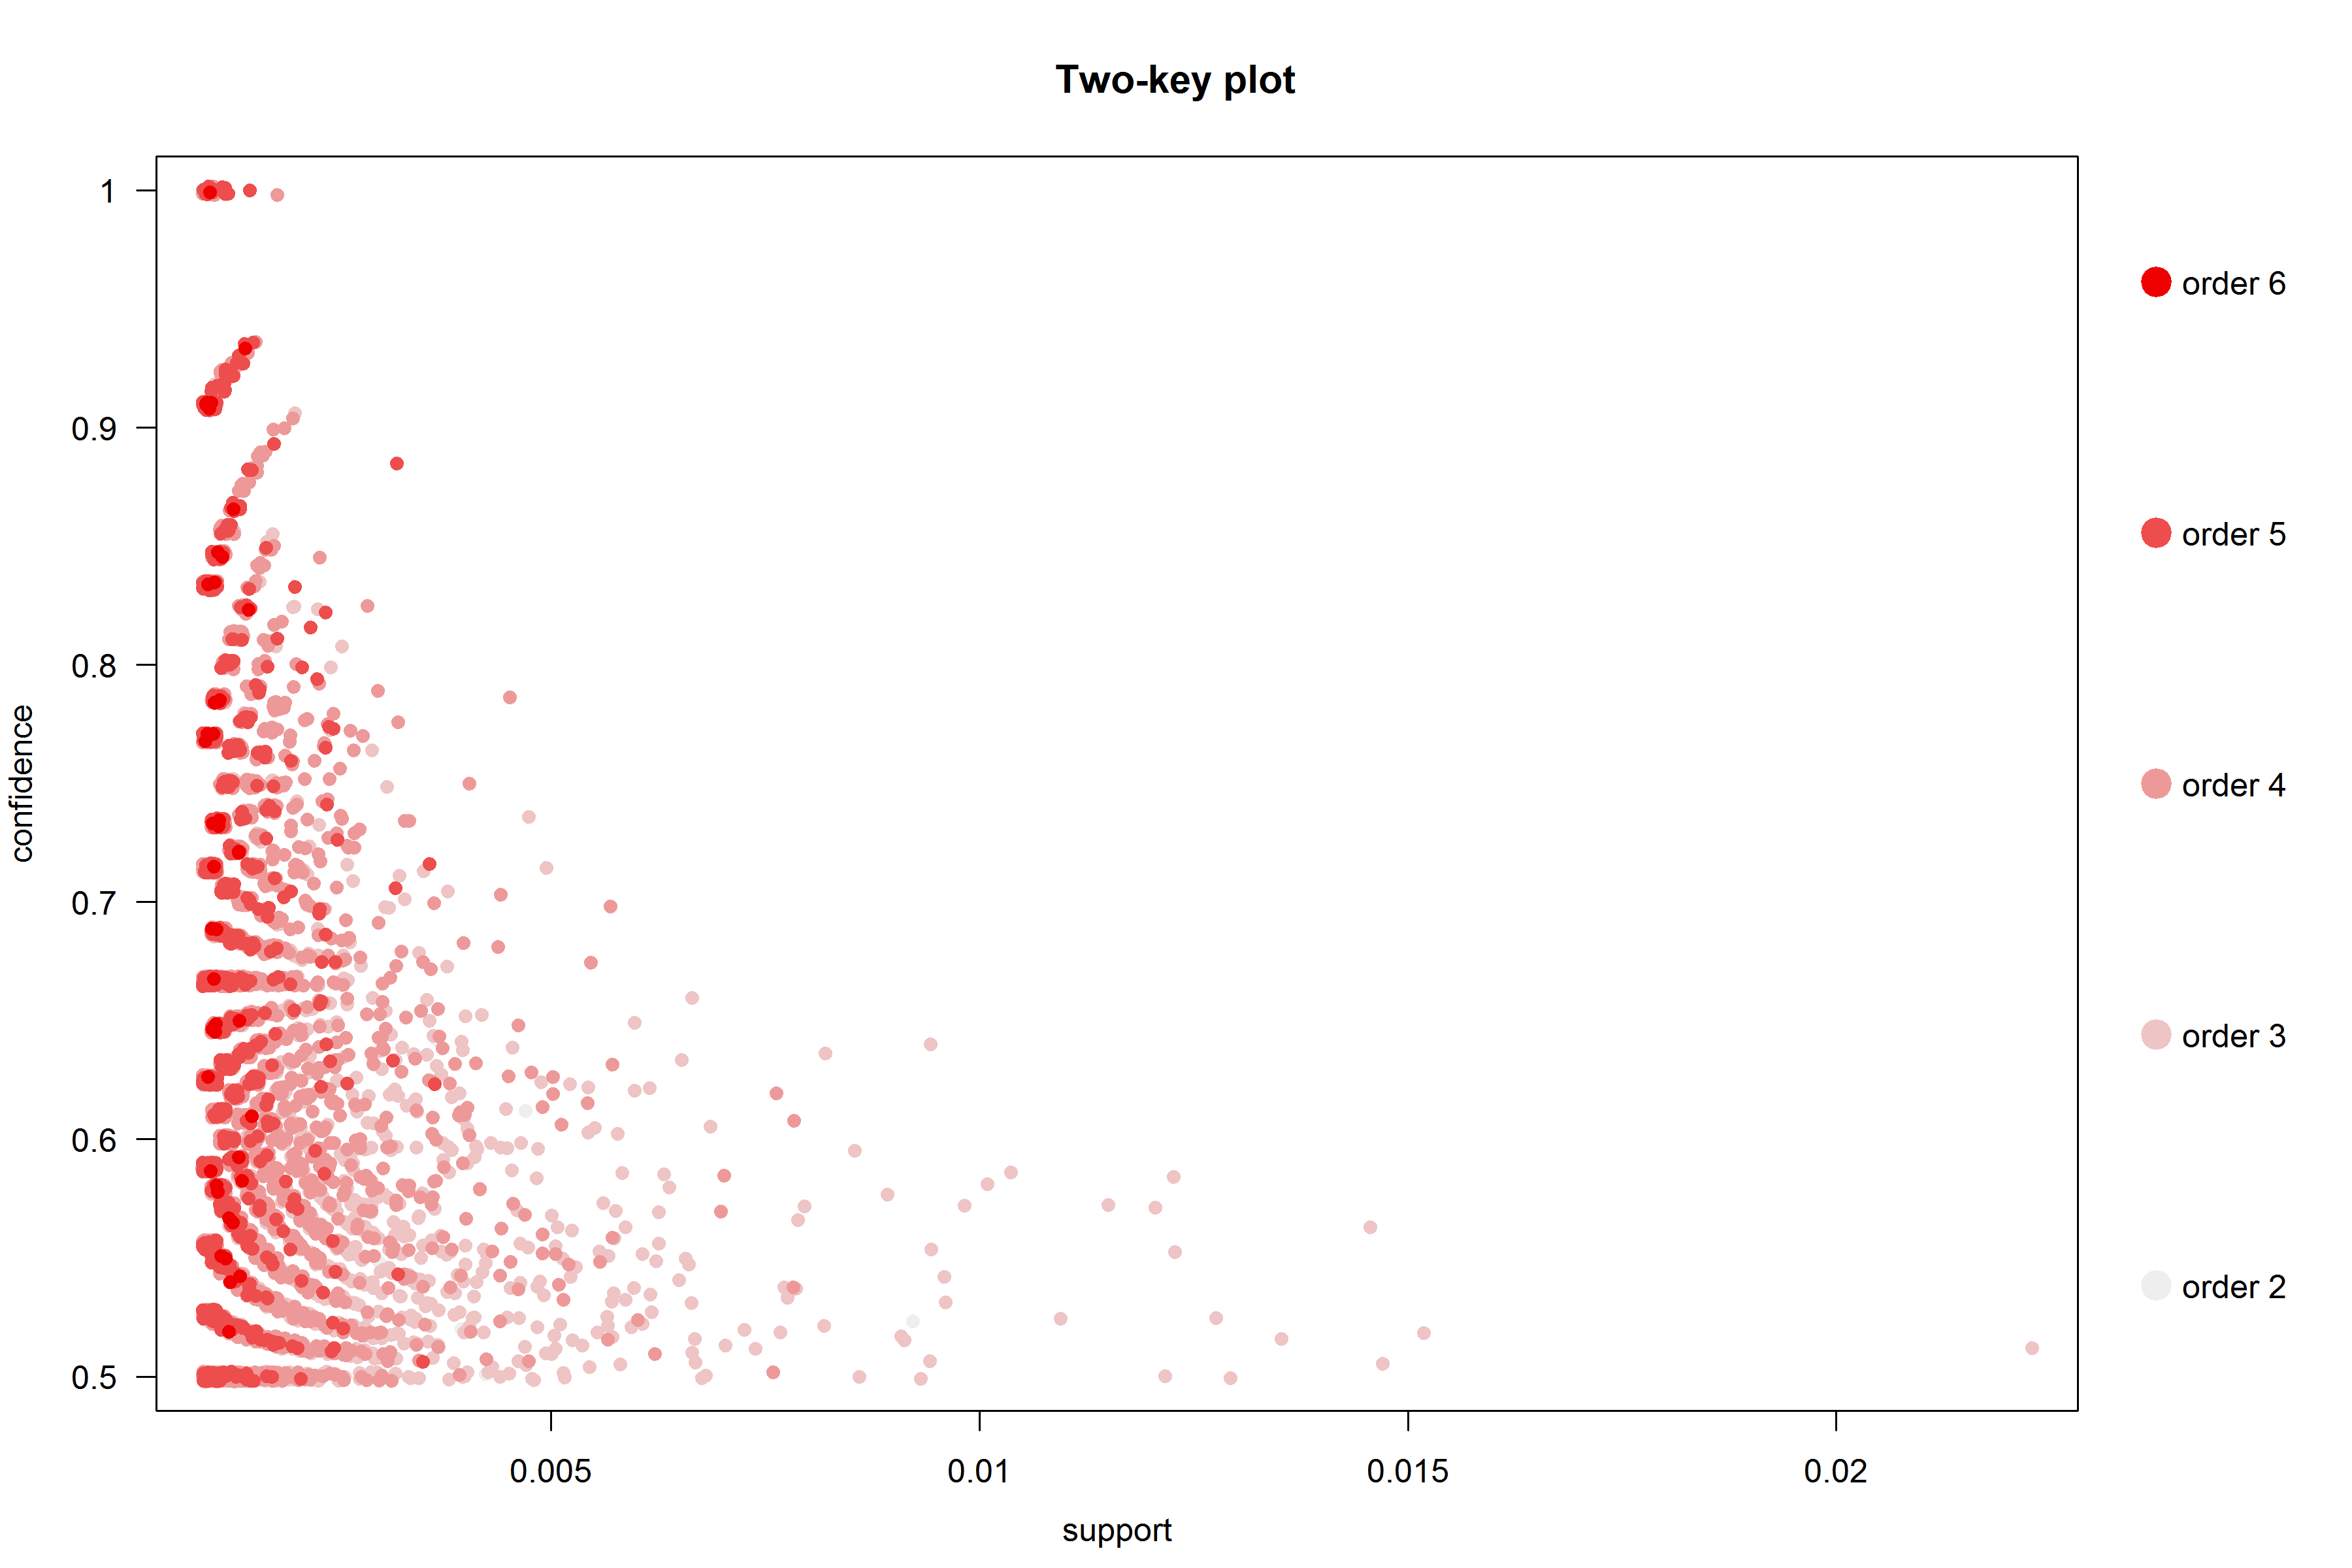 Two-key plot
confidence
1
0.9
0.8
0.7
0.6
0.5
0.005
0.01
0.015
0.02
support
order 6
order 5
order 4
order 3
order 2